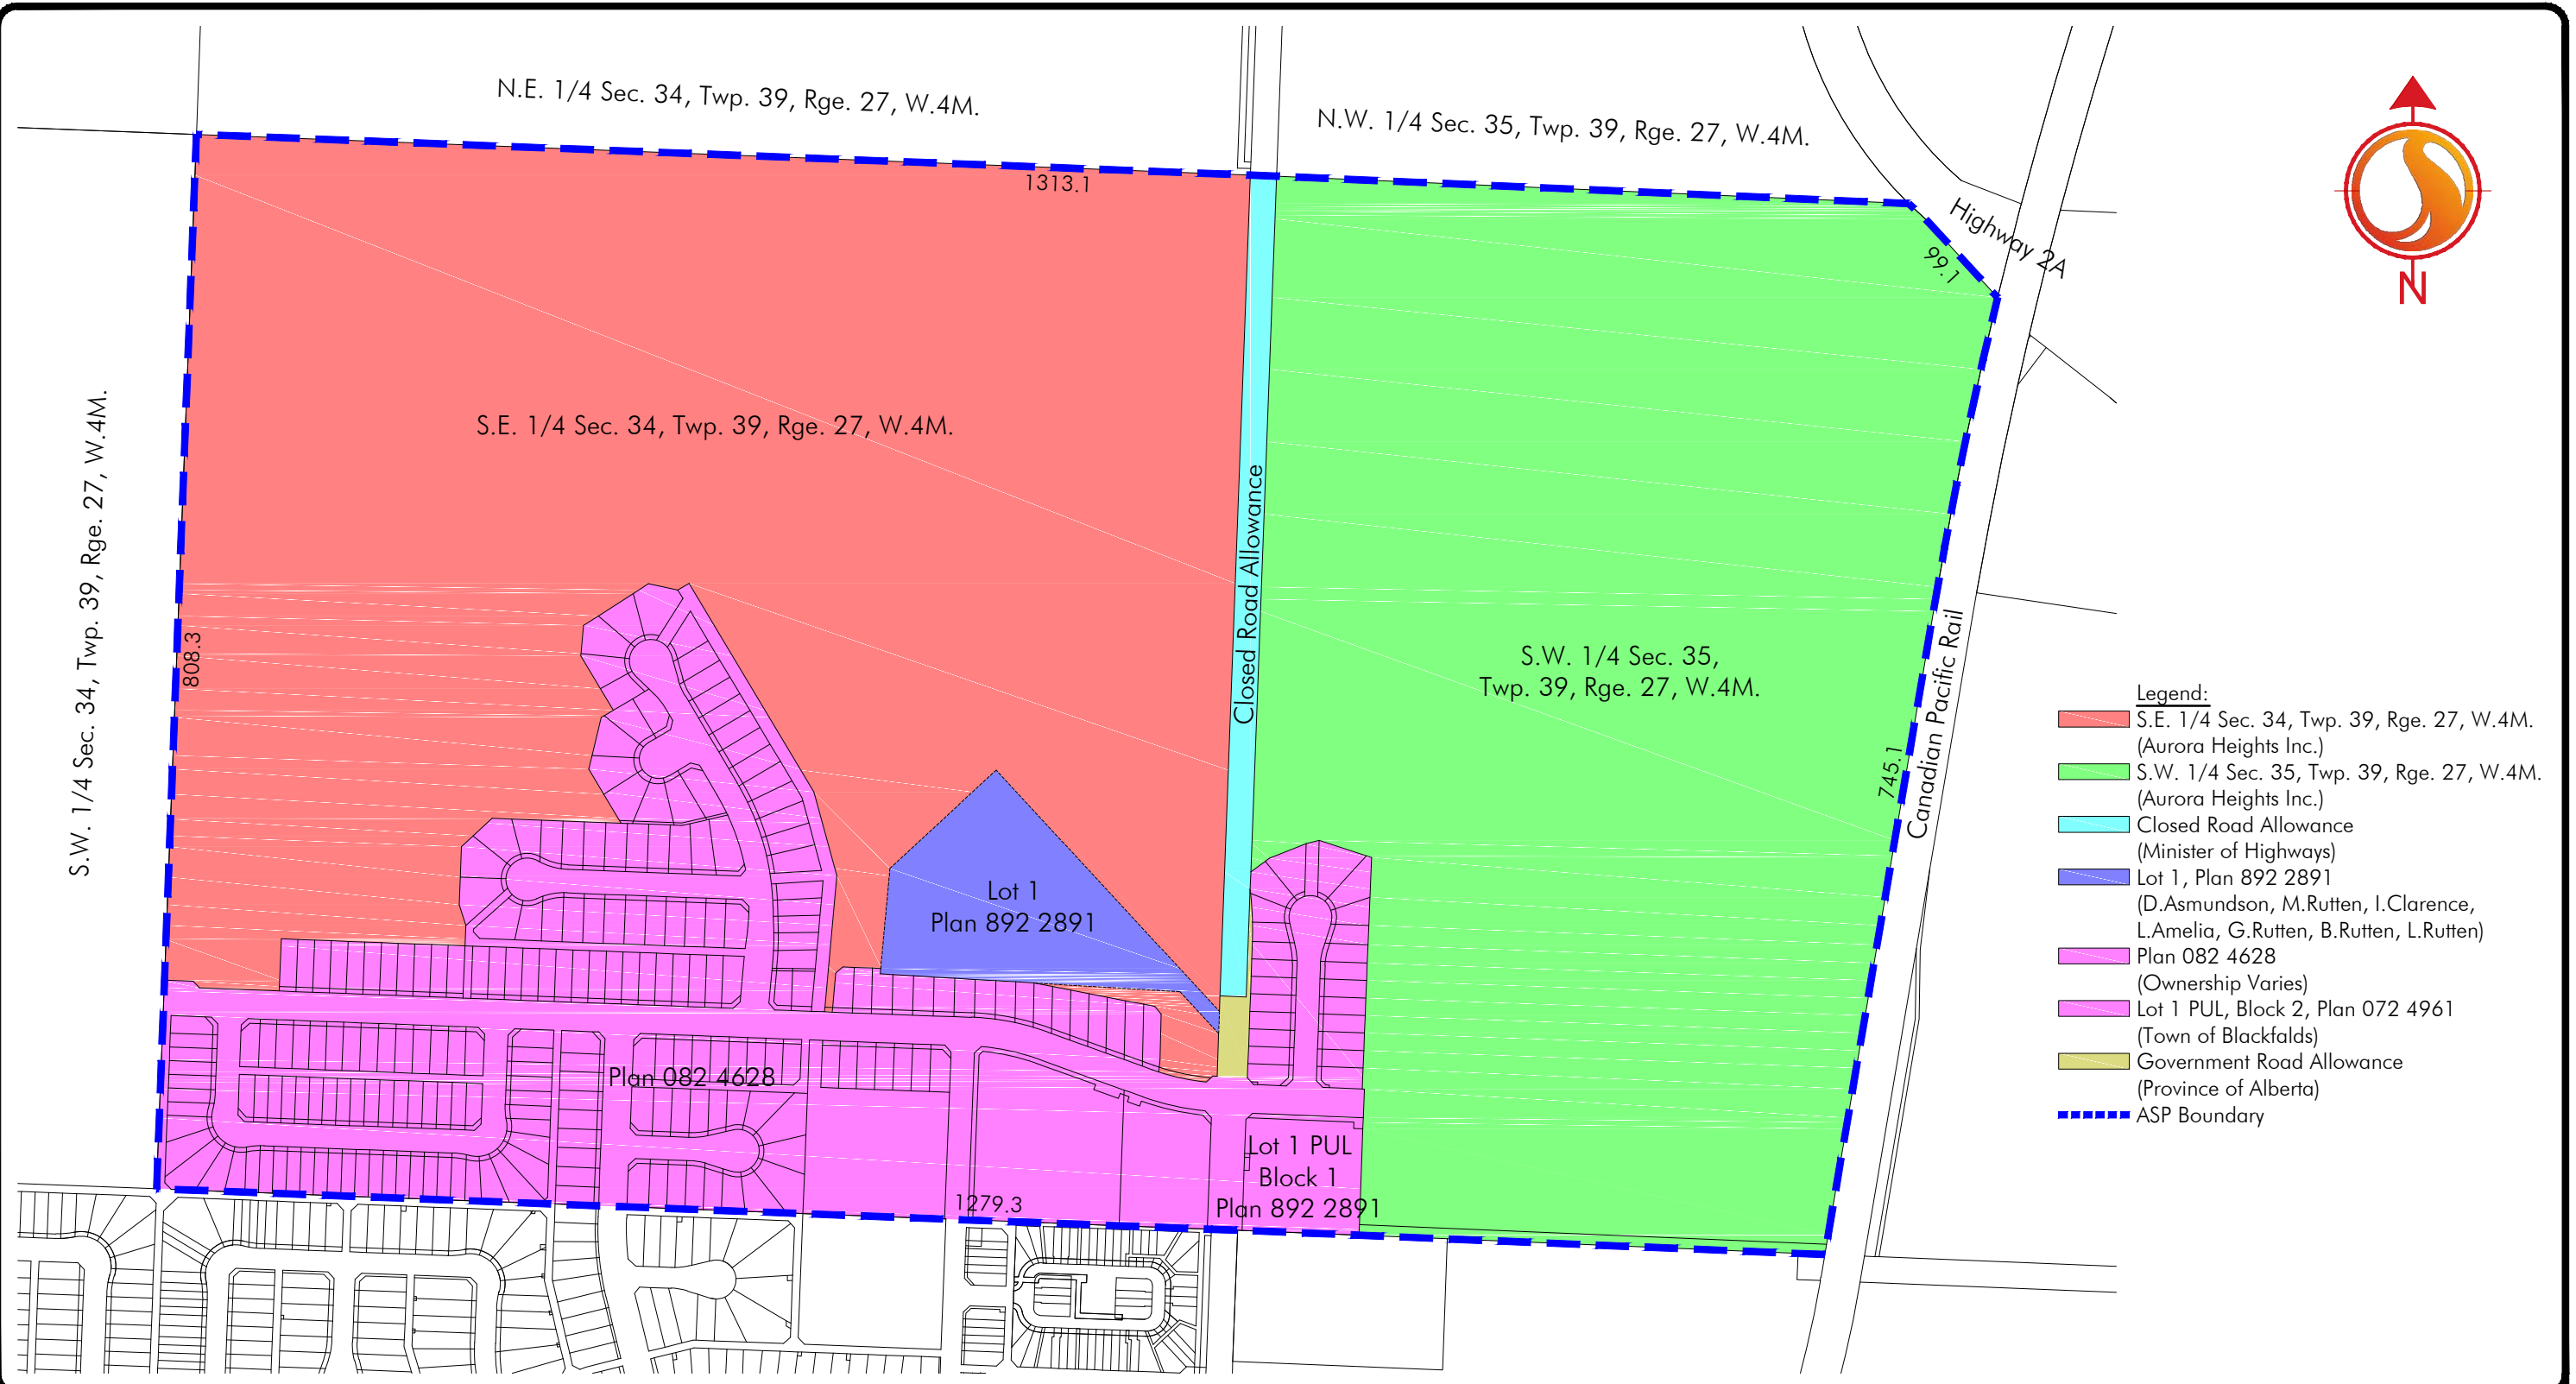 N.E. 1/4 Sec. 34, Twp. 39, Rge. 27, W.4M.
N.W. 1/4 Sec. 35, Twp. 39, Rge. 27, W.4M.
1313.1
Highway 2A
99.1
N
S.W. 1/4 Sec. 34, Twp. 39, Rge. 27, W.4M.
S.E. 1/4 Sec. 34, Twp. 39, Rge. 27, W.4M.
808.3
Closed Road Allowance
S.W. 1/4 Sec. 35,
Twp. 39, Rge. 27, W.4M.
745.1
Canadian Pacific Rail
Lot 1
Plan 892 2891
Plan 082 4628
Lot 1 PUL
Block 1
Plan 892 2891
1279.3
Legend:
S.E. 1/4 Sec. 34, Twp. 39, Rge. 27, W.4M.
(Aurora Heights Inc.)
S.W. 1/4 Sec. 35, Twp. 39, Rge. 27, W.4M.
(Aurora Heights Inc.)
Closed Road Allowance
(Minister of Highways)
Lot 1, Plan 892 2891
(D.Asmundson, M.Rutten, I.Clarence,
L.Amelia, G.Rutten, B.Rutten, L.Rutten)
Plan 082 4628
(Ownership Varies)
Lot 1 PUL, Block 2, Plan 072 4961
(Town of Blackfalds)
Government Road Allowance
(Province of Alberta)
ASP Boundary